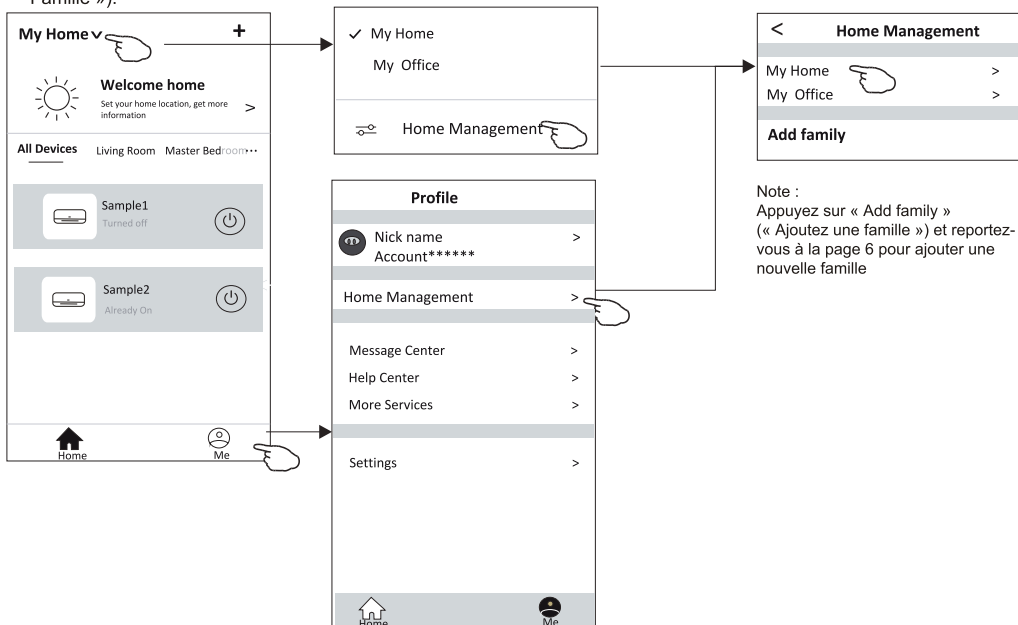 Famille »).
My Home
+
Welcome home
Set your home location, get more
information
>
All Devices Living Room Master Bedroom···
Sample1
Turned off
Sample2
Already On
Home Me
✓ My Home
My Office
Home Management
Profile
Nick name >
Account******
Home Management >
Message Center >
Help Center >
More Services >
Settings >
Home Me
< Home Management
My Home >
My Office >
Add family
Note :
Appuyez sur « Add family »
(« Ajoutez une famille ») et reportez-
vous à la page 6 pour ajouter une
nouvelle famille